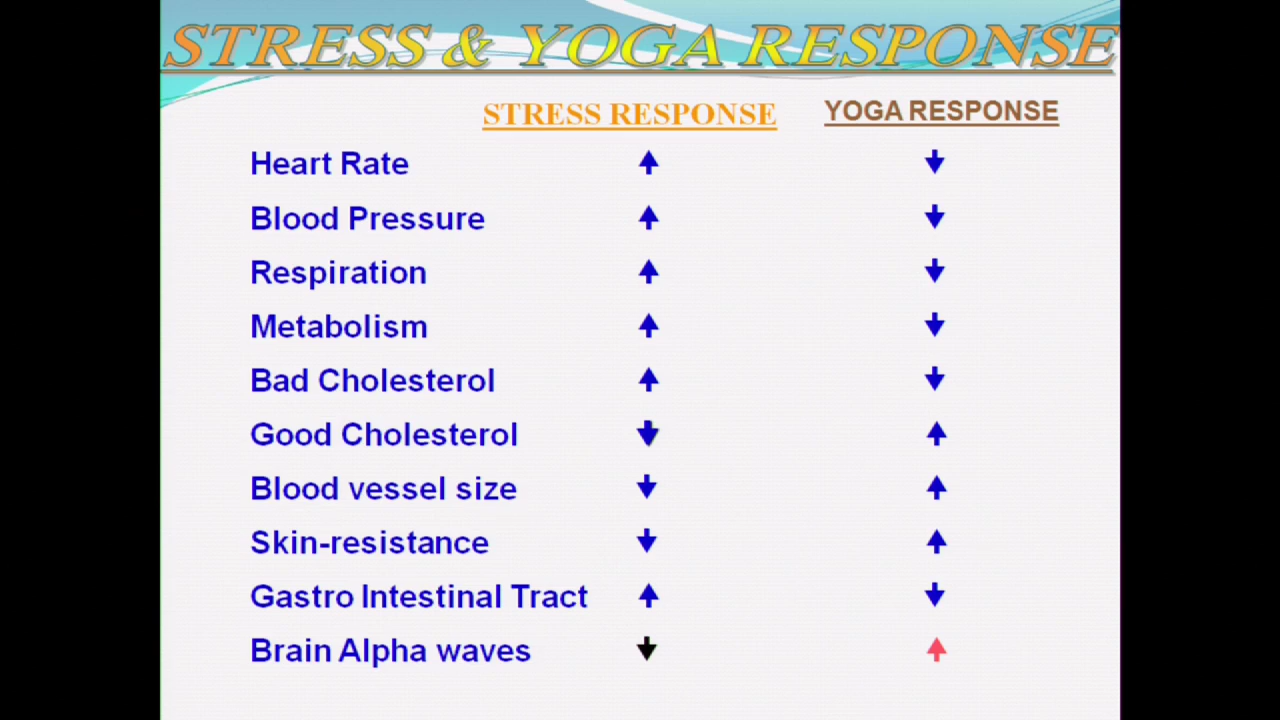 STRESS & YOGA RESPONSE
STRESS RESPONSE YOGA RESPONSE
Heart Rate
Blood Pressure
Respiration
Metabolism
Bad Cholesterol
Good Cholesterol
Blood vessel size
Skin-resistance
Gastro Intestinal Tract
Brain Alpha waves